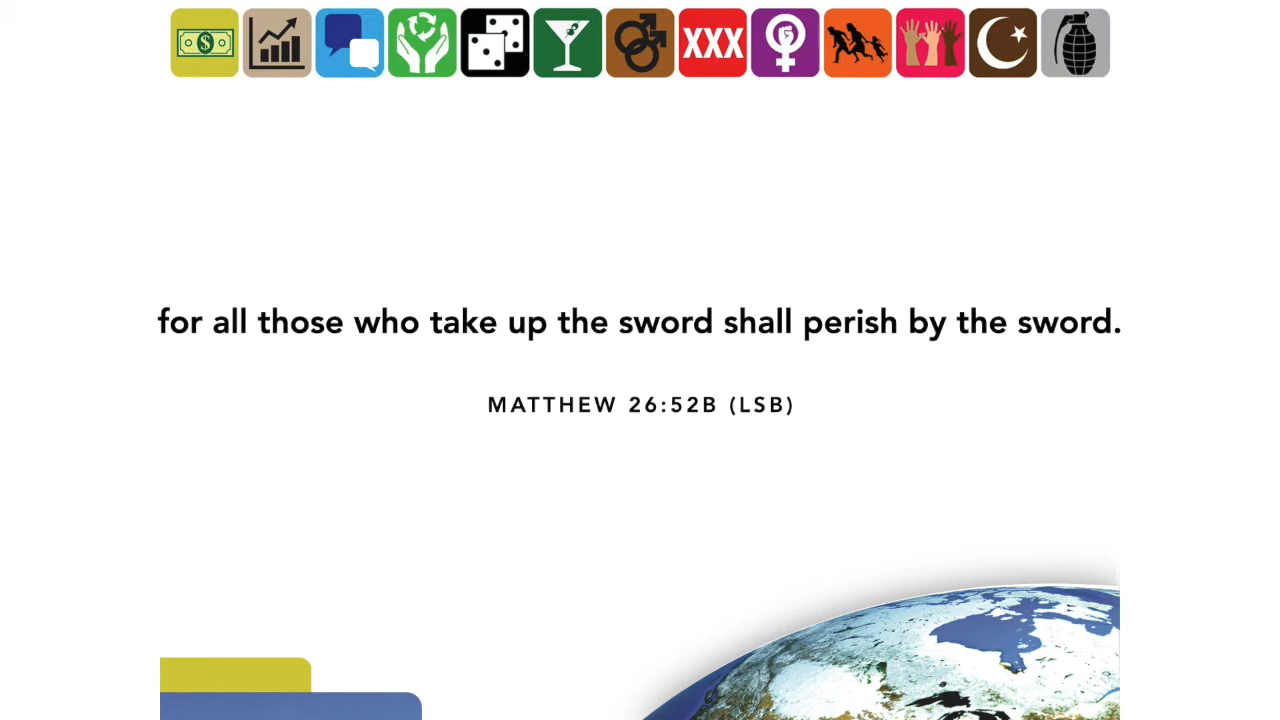 XXX
for all those who take up the sword shall perish by the sword.
MATTHEW 26:52B (LSB)